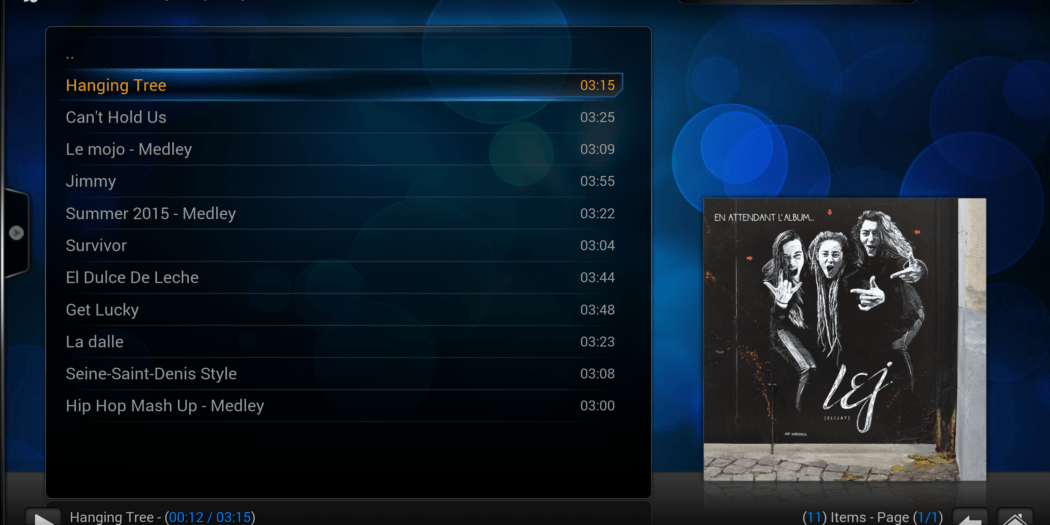 ..
Hanging Tree 03:15
Can't Hold Us 03:25
Le mojo - Medley 03:09
Jimmy 03:55
Summer 2015 - Medley 03:22
Survivor 03:04
El Dulce De Leche 03:44
Get Lucky 03:48
La dalle 03:23
Seine-Saint-Denis Style 03:08
Hip Hop Mash Up - Medley 03:00
EN ATTENDANT L'ALBUM...
LEJ
[ELIJAY]
Hanging Tree - (00:12 / 03:15)
(11) Items - Page (1/1)